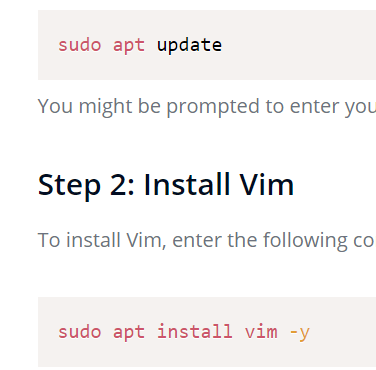 sudo apt update
You might be prompted to enter you
Step 2: Install Vim
To install Vim, enter the following co
sudo apt install vim -y